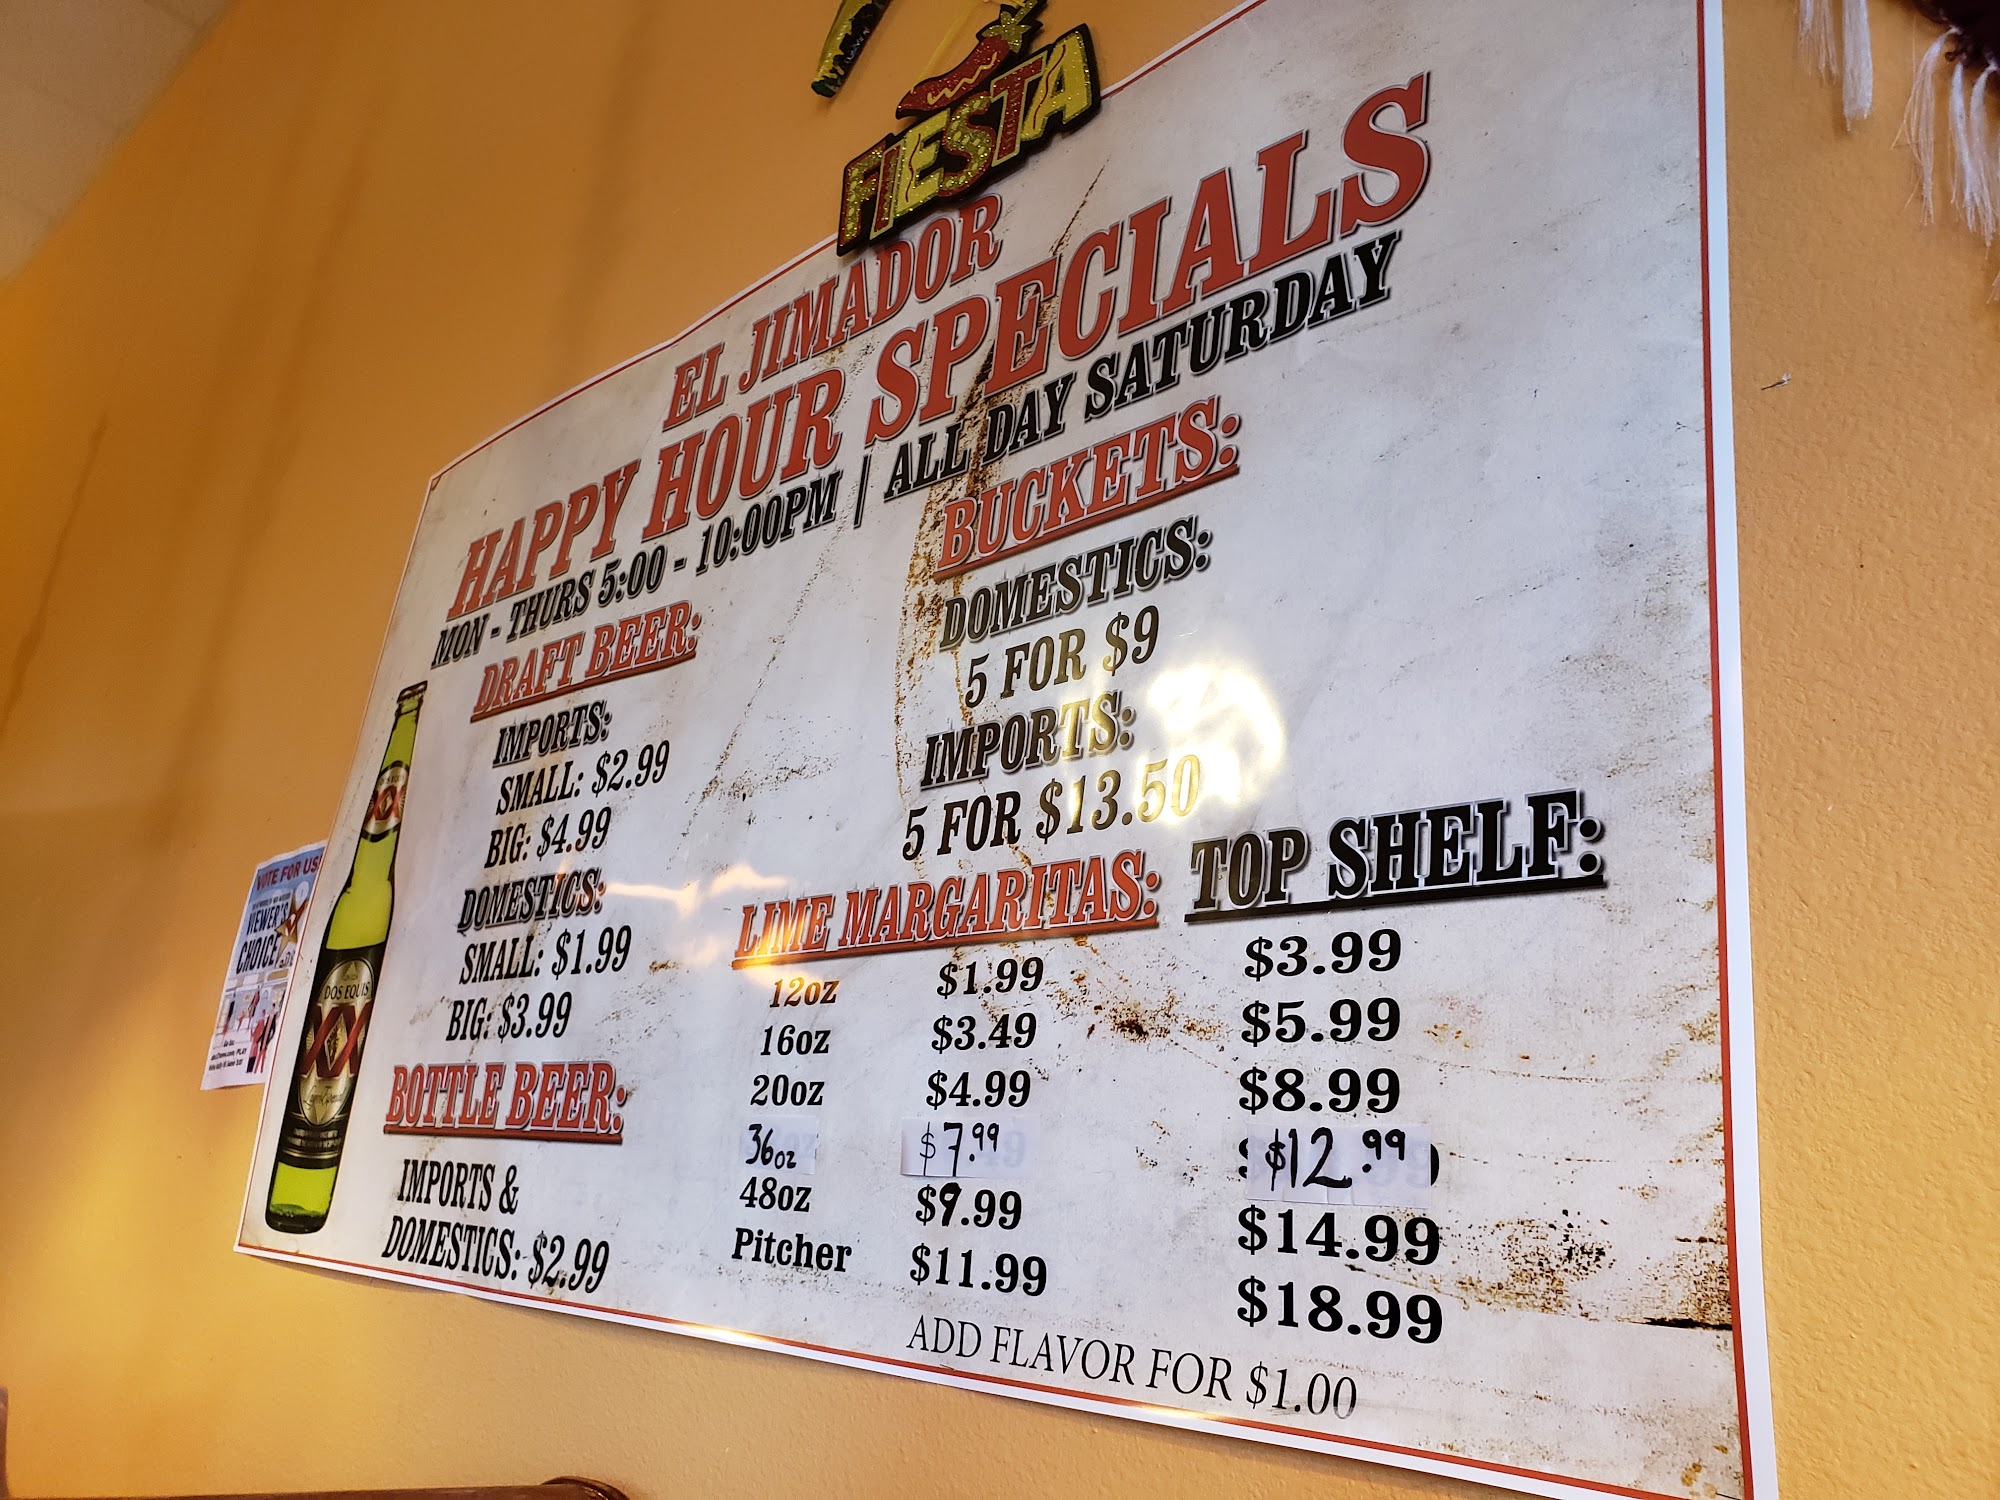 FIESTA
EL JIMADOR
HAPPY HOUR SPECIALS
MON - THURS 5:00 - 10:00PM | ALL DAY SATURDAY
DRAFT BEER:
IMPORTS:
SMALL: $2.99
BIG: $4.99
DOMESTICS:
SMALL: $1.99
BIG: $3.99
BOTTLE BEER:
IMPORTS &
DOMESTICS: $2.99
BUCKETS:
DOMESTICS:
5 FOR $9
IMPORTS:
5 FOR $13.50
LIME MARGARITAS: TOP SHELF:
12oz $1.99 $3.99
16oz $3.49 $5.99
20oz $4.99 $8.99
36oz $7.99 $12.99
48oz $9.99 $14.99
Pitcher $11.99 $18.99
ADD FLAVOR FOR $1.00
DOS EQUIS
XX
VOTE FOR US!
VIEWER'S
CHOICE